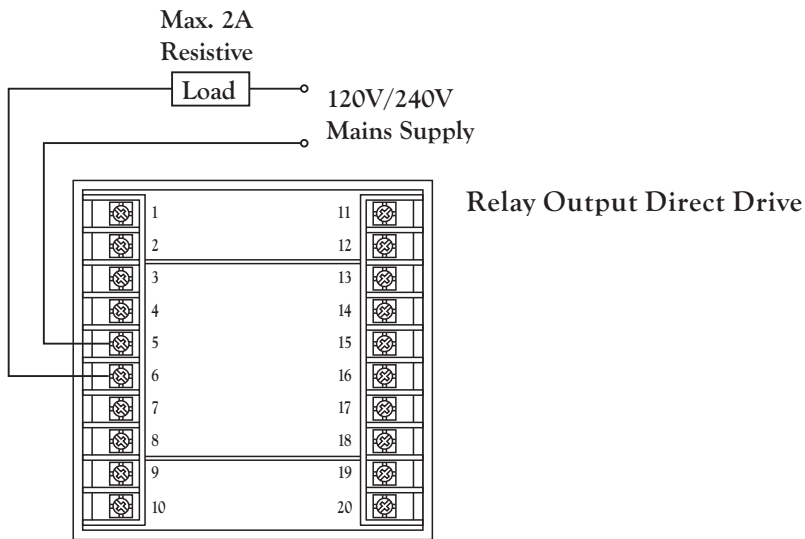 Max. 2A
Resistive
Load
120V/240V
Mains Supply
Relay Output Direct Drive
1 11
2 12
3 13
4 14
5 15
6 16
7 17
8 18
9 19
10 20